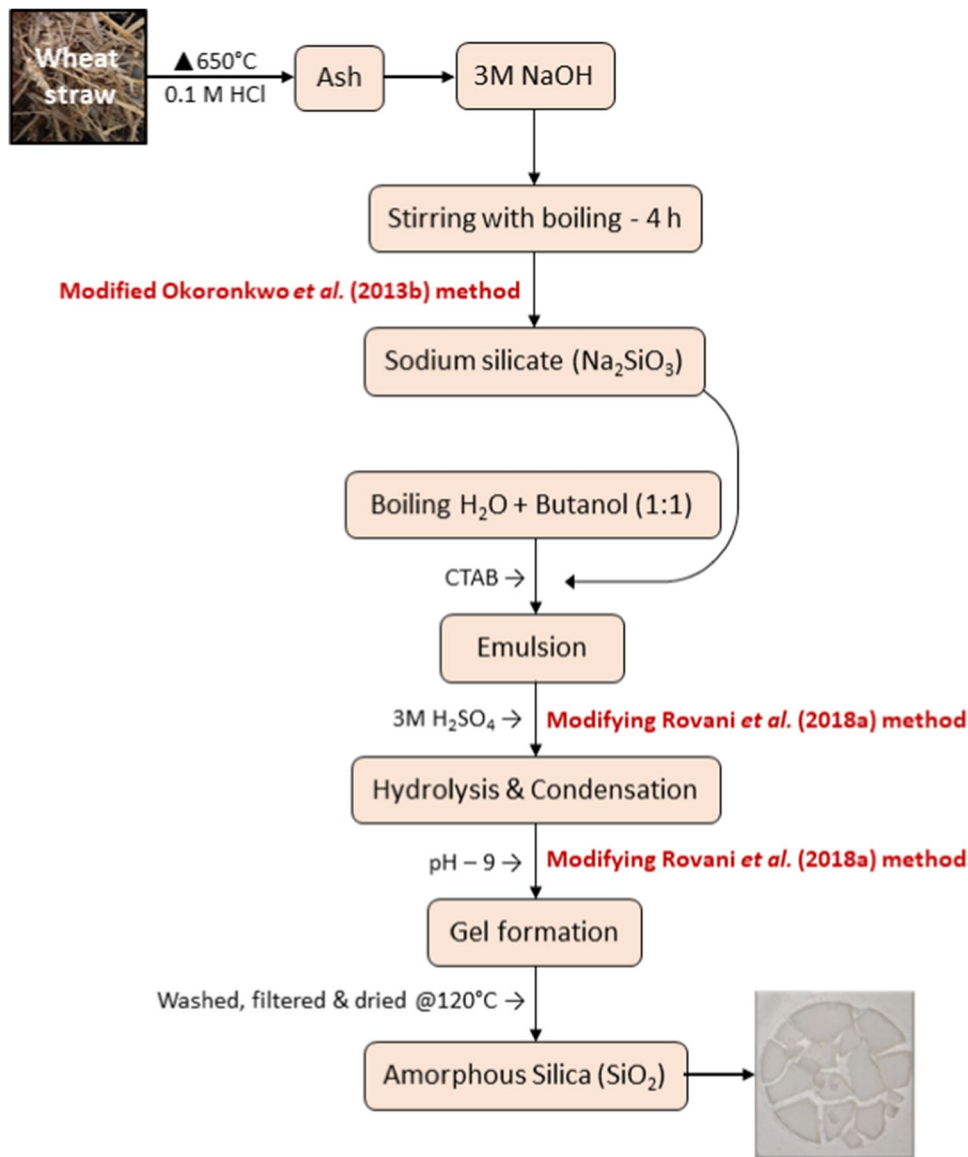 Wheat
straw
▲650°C
0.1 M HCl
Ash
3M NaOH
Stirring with boiling - 4 h
Modified Okoronkwo et al. (2013b) method
Sodium silicate (Na₂SiO₃)
Boiling H₂O + Butanol (1:1)
CTAB →
Emulsion
3M H₂SO₄ →
Modifying Rovani et al. (2018a) method
Hydrolysis & Condensation
pH – 9 →
Modifying Rovani et al. (2018a) method
Gel formation
Washed, filtered & dried @120°C →
Amorphous Silica (SiO₂)